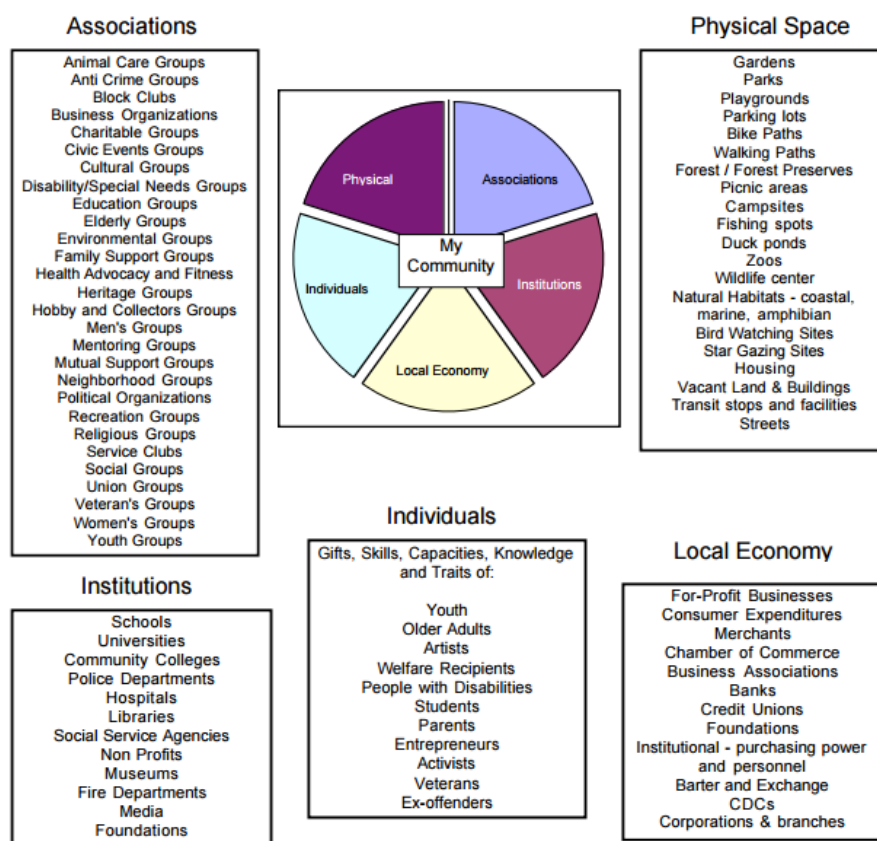 Associations
Animal Care Groups
Anti Crime Groups
Block Clubs
Business Organizations
Charitable Groups
Civic Events Groups
Cultural Groups
Disability/Special Needs Groups
Education Groups
Elderly Groups
Environmental Groups
Family Support Groups
Health Advocacy and Fitness
Heritage Groups
Hobby and Collectors Groups
Men's Groups
Mentoring Groups
Mutual Support Groups
Neighborhood Groups
Political Organizations
Recreation Groups
Religious Groups
Service Clubs
Social Groups
Union Groups
Veteran's Groups
Women's Groups
Youth Groups
Physical
Associations
My
Community
Individuals
Institutions
Local Economy
Physical Space
Gardens
Parks
Playgrounds
Parking lots
Bike Paths
Walking Paths
Forest / Forest Preserves
Picnic areas
Campsites
Fishing spots
Duck ponds
Zoos
Wildlife center
Natural Habitats - coastal,
marine, amphibian
Bird Watching Sites
Star Gazing Sites
Housing
Vacant Land & Buildings
Transit stops and facilities
Streets
Institutions
Schools
Universities
Community Colleges
Police Departments
Hospitals
Libraries
Social Service Agencies
Non Profits
Museums
Fire Departments
Media
Foundations
Individuals
Gifts, Skills, Capacities, Knowledge
and Traits of:
Youth
Older Adults
Artists
Welfare Recipients
People with Disabilities
Students
Parents
Entrepreneurs
Activists
Veterans
Ex-offenders
Local Economy
For-Profit Businesses
Consumer Expenditures
Merchants
Chamber of Commerce
Business Associations
Banks
Credit Unions
Foundations
Institutional - purchasing power
and personnel
Barter and Exchange
CDCs
Corporations & branches